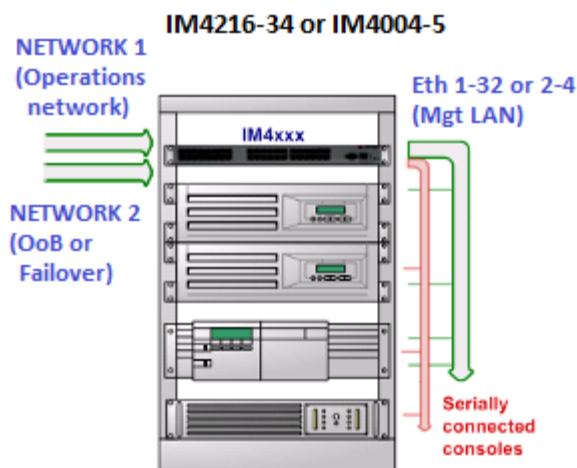 IM4216-34 or IM4004-5
NETWORK 1
(Operations
network)
Eth 1-32 or 2-4
(Mgt LAN)
IM4xxx
NETWORK 2
(OoB or
Failover)
Serially
connected
consoles